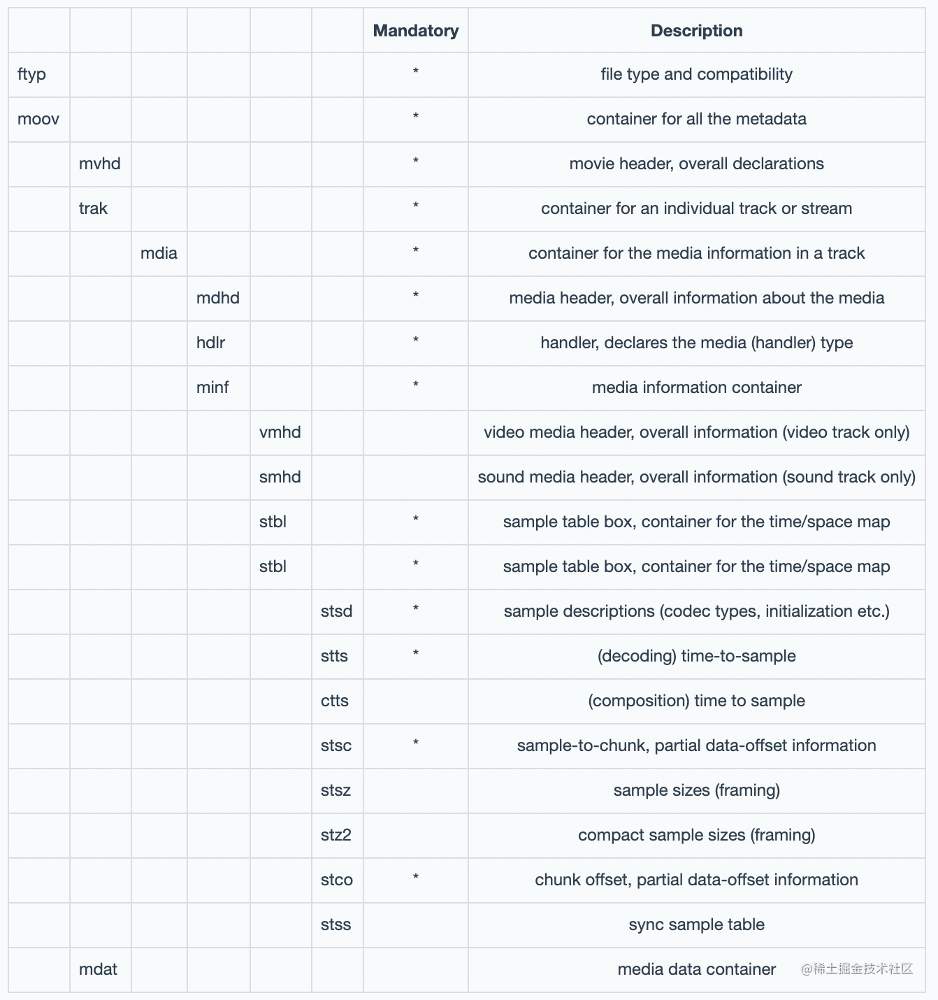 Mandatory Description
ftyp * file type and compatibility
moov * container for all the metadata
mvhd * movie header, overall declarations
trak * container for an individual track or stream
mdia * container for the media information in a track
mdhd * media header, overall information about the media
hdlr * handler, declares the media (handler) type
minf * media information container
vmhd video media header, overall information (video track only)
smhd sound media header, overall information (sound track only)
stbl * sample table box, container for the time/space map
stbl * sample table box, container for the time/space map
stsd * sample descriptions (codec types, initialization etc.)
stts * (decoding) time-to-sample
ctts (composition) time to sample
stsc * sample-to-chunk, partial data-offset information
stsz sample sizes (framing)
stz2 compact sample sizes (framing)
stco * chunk offset, partial data-offset information
stss sync sample table
mdat media data container
@稀土掘金技术社区